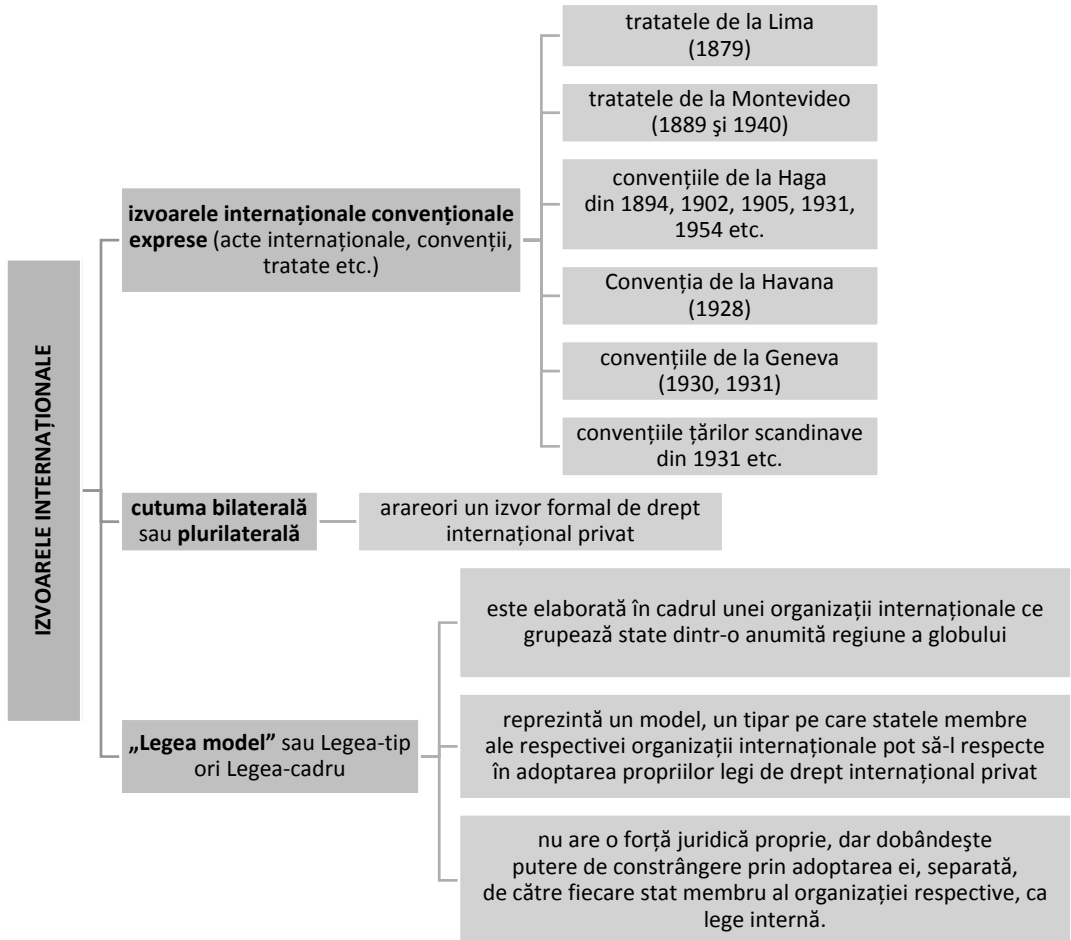 IZVOARELE INTERNAȚIONALE
izvoarele internaționale convenționale
exprese (acte internaționale, convenții,
tratate etc.)
tratatele de la Lima
(1879)
tratatele de la Montevideo
(1889 şi 1940)
convențiile de la Haga
din 1894, 1902, 1905, 1931,
1954 etc.
Convenția de la Havana
(1928)
convențiile de la Geneva
(1930, 1931)
convențiile țărilor scandinave
din 1931 etc.
cutuma bilaterală
sau plurilaterală
arareori un izvor formal de drept
internațional privat
„Legea model” sau Legea-tip
ori Legea-cadru
este elaborată în cadrul unei organizații internaționale ce
grupează state dintr-o anumită regiune a globului
reprezintă un model, un tipar pe care statele membre
ale respectivei organizații internaționale pot să-l respecte
în adoptarea propriilor legi de drept internațional privat
nu are o forță juridică proprie, dar dobândeşte
putere de constrângere prin adoptarea ei, separată,
de către fiecare stat membru al organizației respective, ca
lege internă.